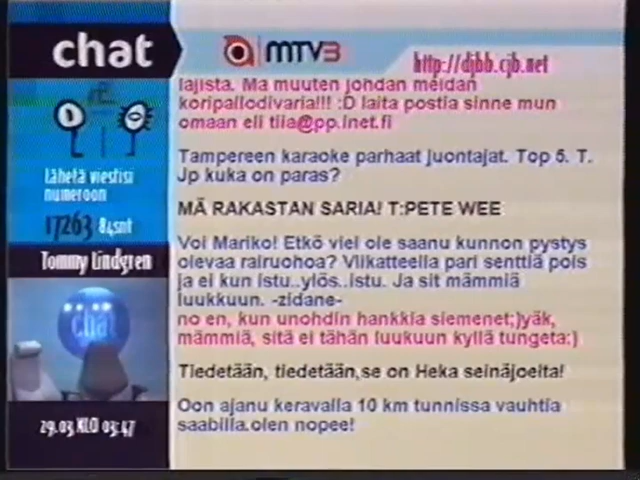 chat
MTV3
http://djbb.cjb.net
lajista. Ma muuten johdan meidan
koripallodivaria!!! :D laita postia sinne mun
omaan eli tiia@pp.inet.fi
Tampereen karaoke parhaat juontajat. Top 5. T.
Jp kuka on paras?
MÄ RAKASTAN SARIA! T:PETE WEE
Voi Mariko! Etkö viel ole saanu kunnon pystys
olevaa rairuohoa? Viikatteella pari senttiä pois
ja ei kun istu..ylös..istu. Ja sit mämmiä
luukkuun. -zidane-
no en, kun unohdin hankkia siemenet;)yäk,
mämmiä, sitä ei tähän luukuun kyllä tungeta:)
Tiedetään, tiedetään,se on Heka seinäjoelta!
Oon ajanu keravalla 10 km tunnissa vauhtia
saabilla.olen nopee!
Lähetä viestisi
numeroon
17263 84snt
Tommy Lindgren
chat
29.03.KLO 03:47